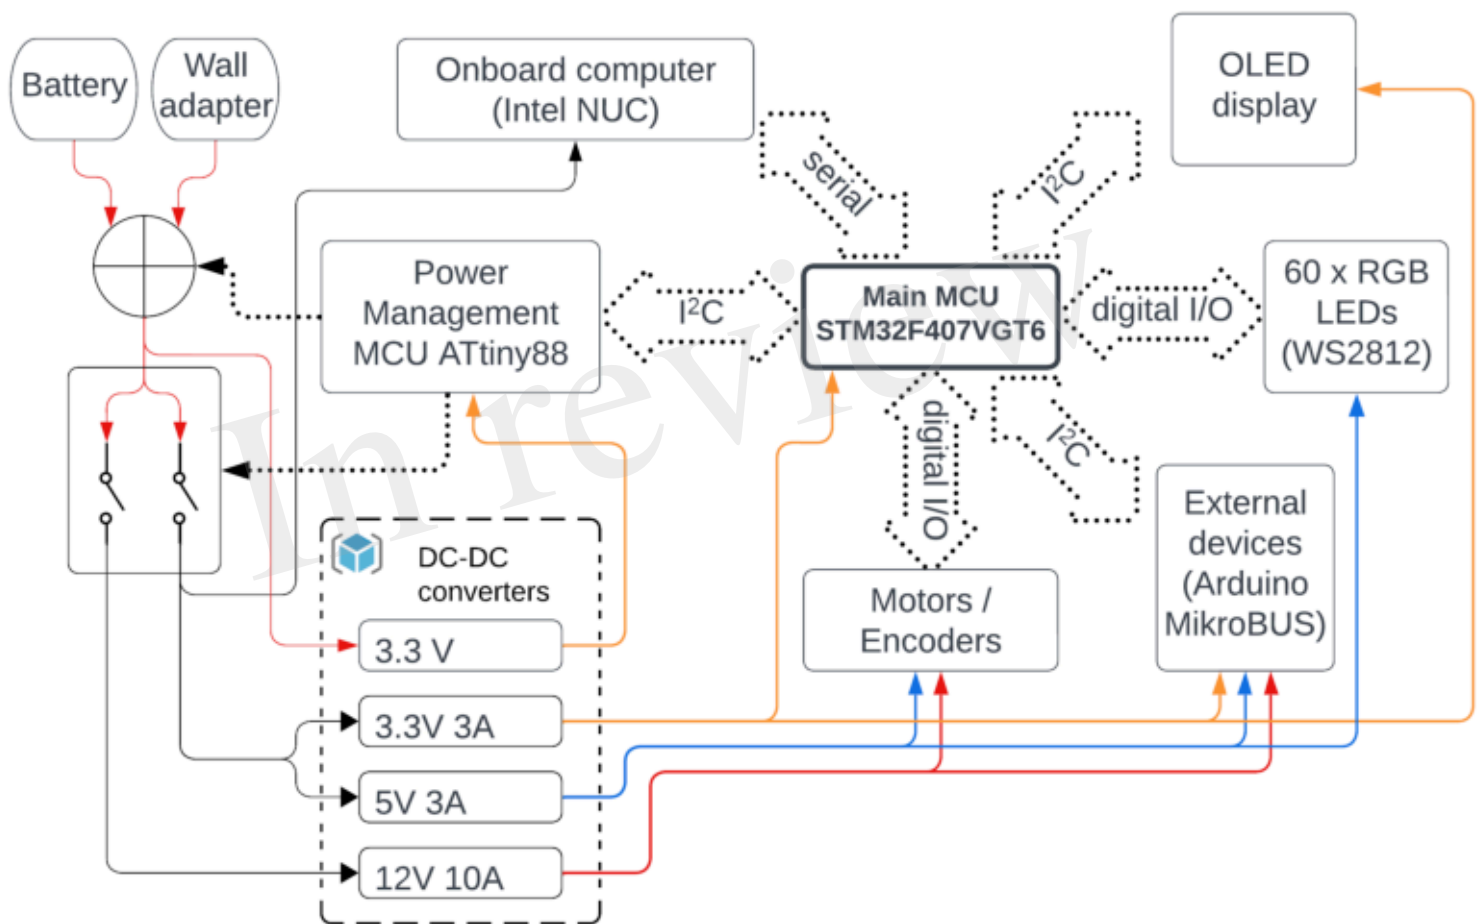 Battery
Wall
adapter
Onboard computer
(Intel NUC)
OLED
display
serial
I²C
Power
Management
MCU ATtiny88
I²C
Main MCU
STM32F407VGT6
digital I/O
60 x RGB
LEDs
(WS2812)
digital I/O
I²C
External
devices
(Arduino
MikroBUS)
DC-DC
converters
Motors /
Encoders
3.3 V
3.3V 3A
5V 3A
12V 10A
In review